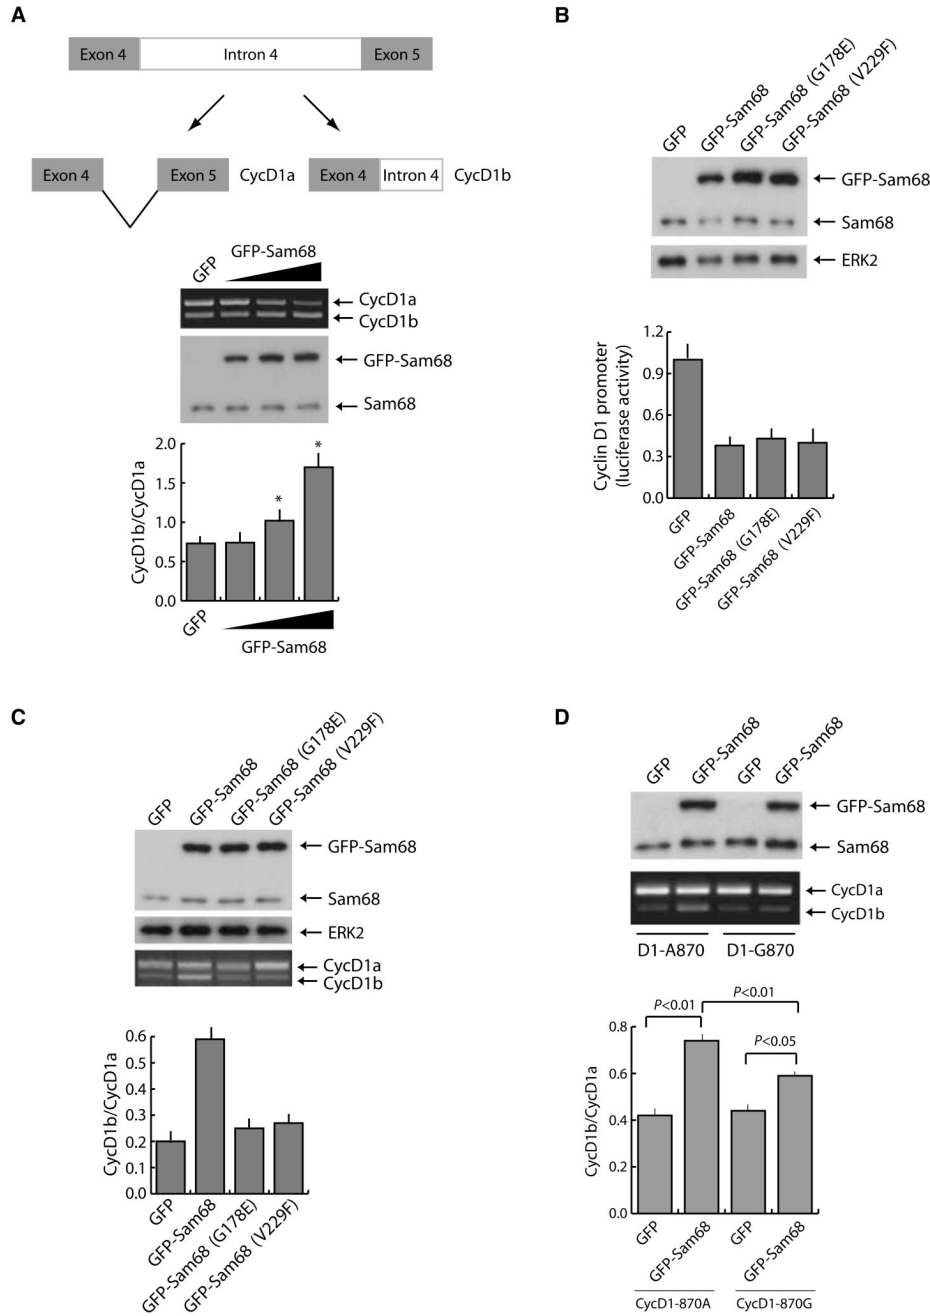 A
Exon 4 Intron 4 Exon 5
Exon 4 Exon 5 CycD1a Exon 4 Intron 4 CycD1b
GFP GFP-Sam68
CycD1a
CycD1b
GFP-Sam68
Sam68
CycD1b/CycD1a
2.0
1.5
1.0
0.5
0
* *
GFP GFP-Sam68
B
GFP GFP-Sam68 GFP-Sam68 (G178E) GFP-Sam68 (V229F)
GFP-Sam68
Sam68
ERK2
Cyclin D1 promoter
(luciferase activity)
1.2
0.9
0.6
0.3
0.0
GFP GFP-Sam68 GFP-Sam68 (G178E) GFP-Sam68 (V229F)
C
GFP GFP-Sam68 GFP-Sam68 (G178E) GFP-Sam68 (V229F)
GFP-Sam68
Sam68
ERK2
CycD1a
CycD1b
CycD1b/CycD1a
0.6
0.5
0.4
0.3
0.2
0.1
0.0
GFP GFP-Sam68 GFP-Sam68 (G178E) GFP-Sam68 (V229F)
D
GFP GFP-Sam68 GFP GFP-Sam68
GFP-Sam68
Sam68
CycD1a
CycD1b
D1-A870 D1-G870
P<0.01 P<0.01
P<0.05
CycD1b/CycD1a
0.8
0.6
0.4
0.2
0.0
GFP GFP-Sam68 GFP GFP-Sam68
CycD1-870A CycD1-870G